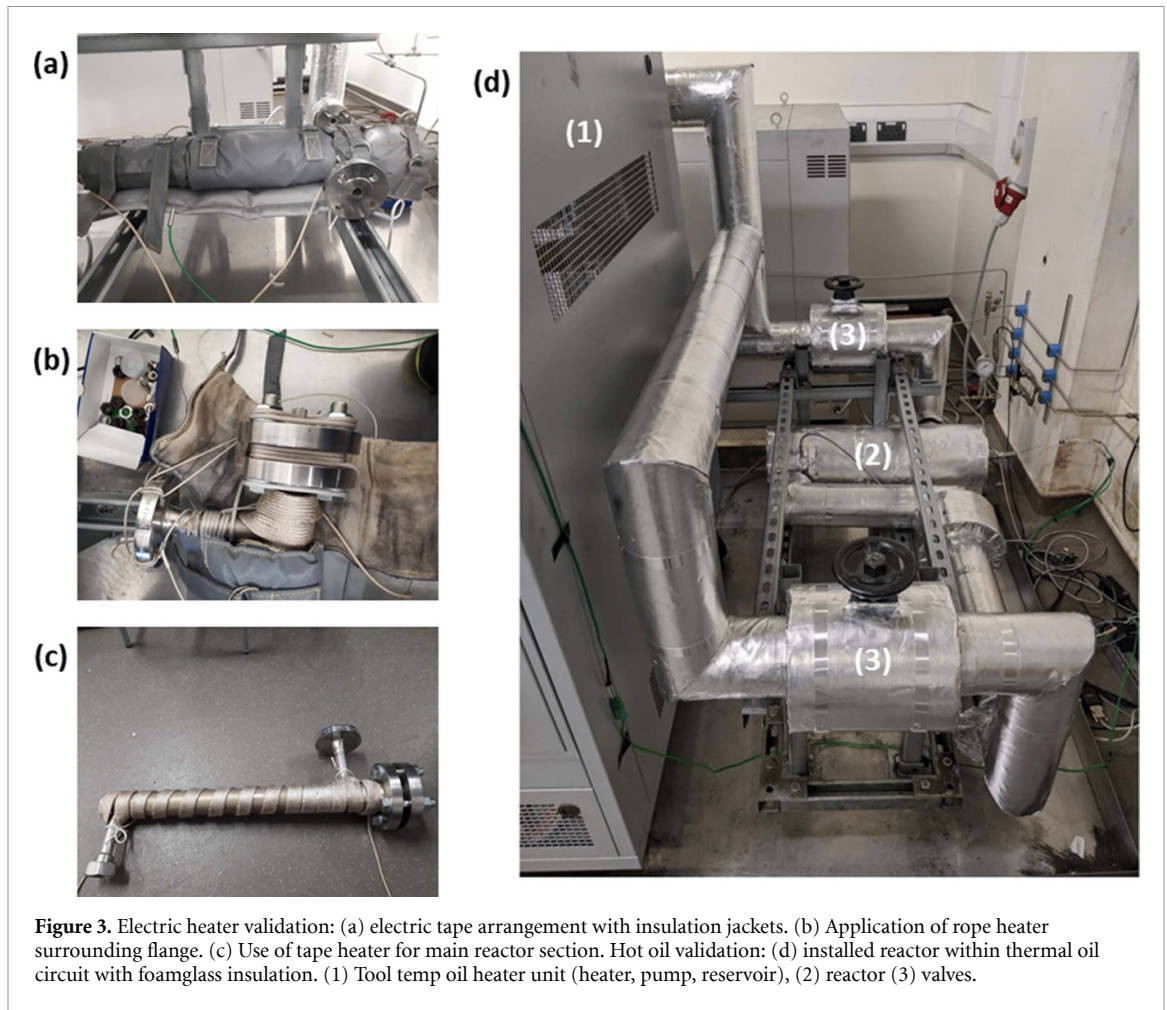 (a)
(b)
(c)
(d)
(1)
(3)
(2)
(3)
Figure 3. Electric heater validation: (a) electric tape arrangement with insulation jackets. (b) Application of rope heater
surrounding flange. (c) Use of tape heater for main reactor section. Hot oil validation: (d) installed reactor within thermal oil
circuit with foamglass insulation. (1) Tool temp oil heater unit (heater, pump, reservoir), (2) reactor (3) valves.